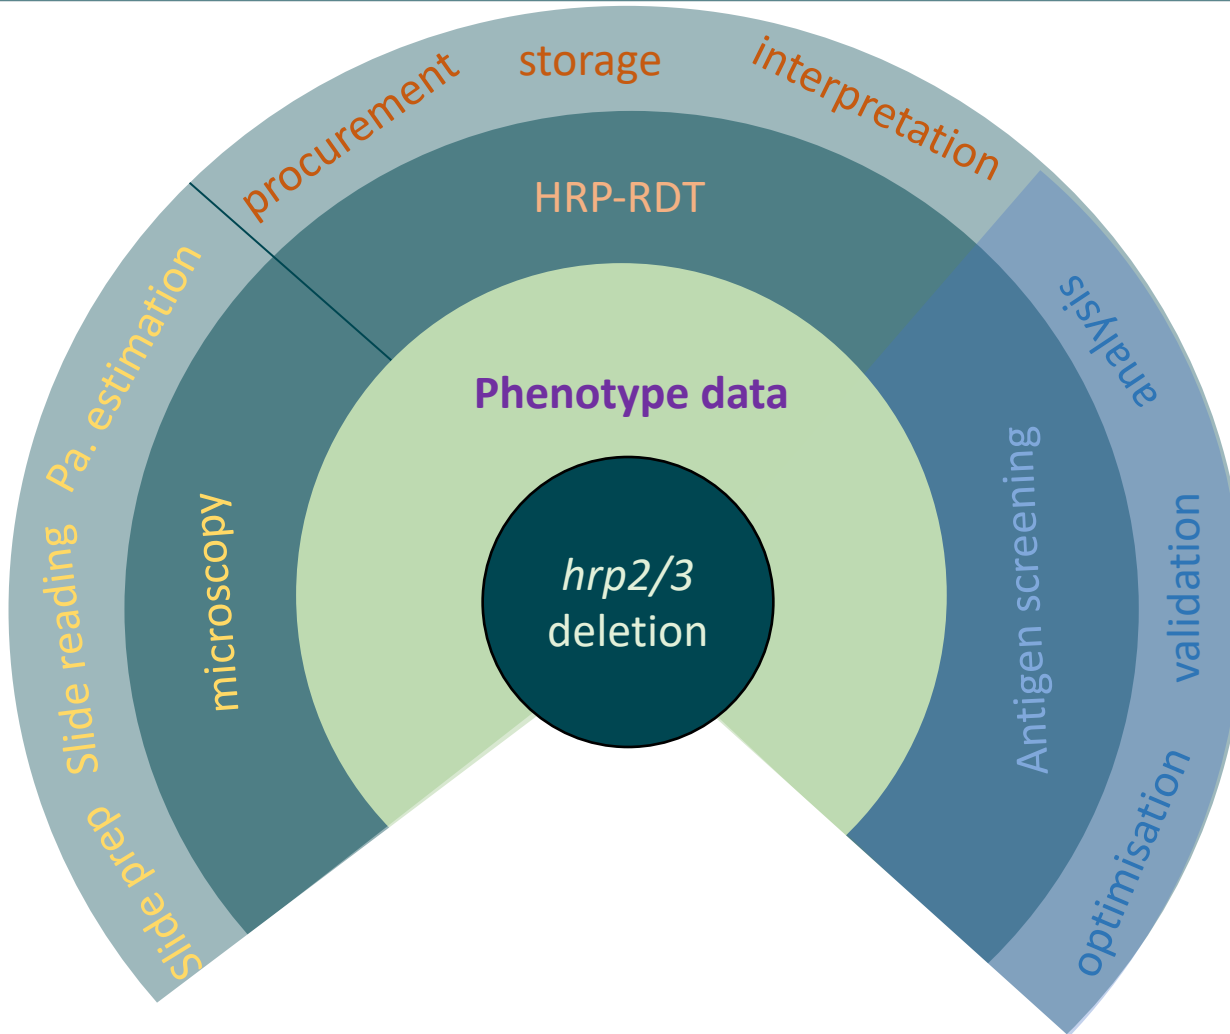 procurement
storage
interpretation
HRP-RDT
Pa. estimation
Slide reading
Slide prep
microscopy
Phenotype data
hrp2/3
deletion
Antigen screening
analysis
validation
optimisation